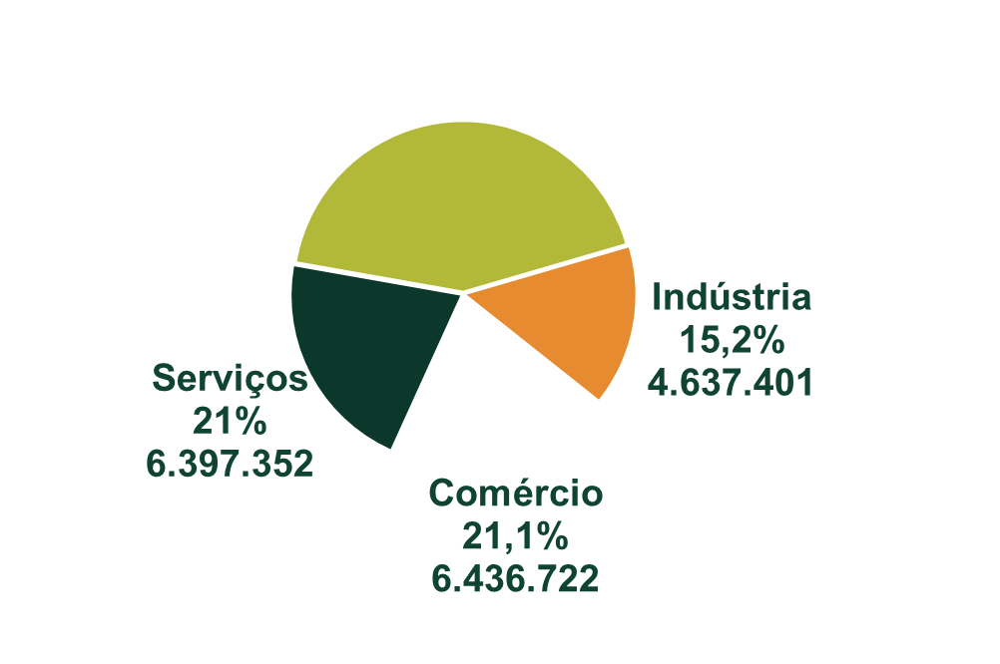 Indústria
15,2%
4.637.401
Serviços
21%
6.397.352
Comércio
21,1%
6.436.722